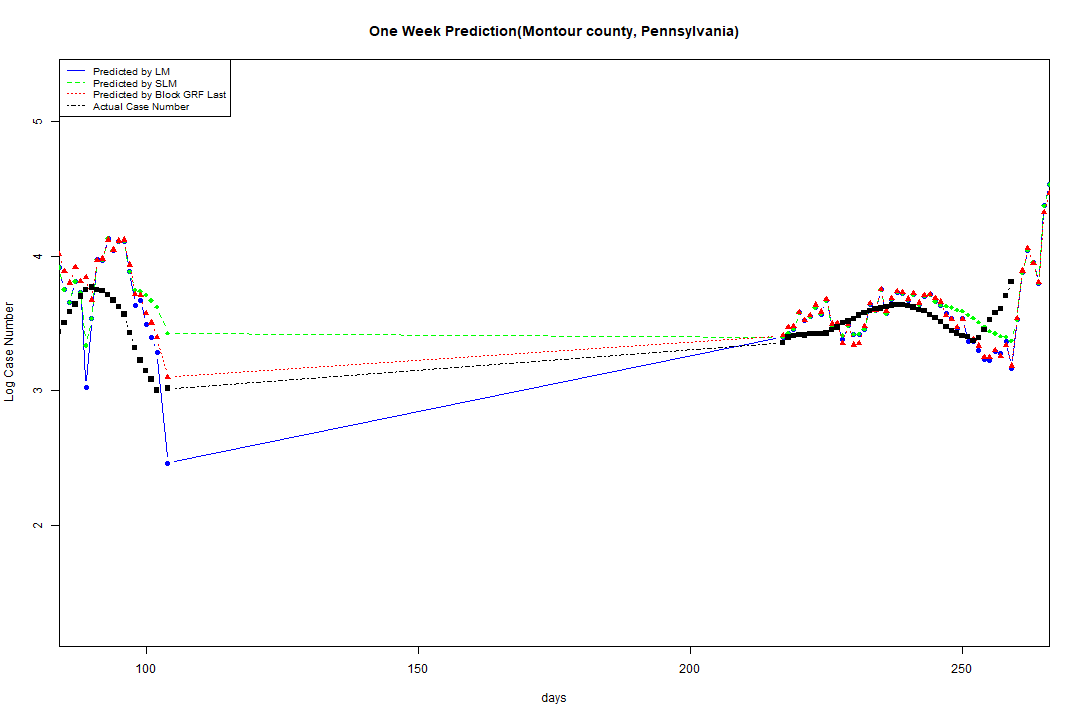 One Week Prediction(Montour county, Pennsylvania)
Predicted by LM
Predicted by SLM
Predicted by Block GRF Last
Actual Case Number
5
4
3
2
Log Case Number
100 150 200 250
days